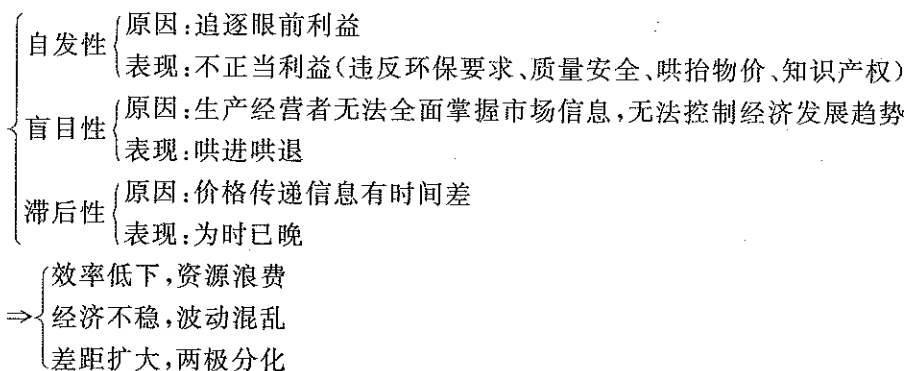 自发性
原因:追逐眼前利益
表现:不正当利益(违反环保要求、质量安全、哄抬物价、知识产权)
盲目性
原因:生产经营者无法全面掌握市场信息,无法控制经济发展趋势
表现:哄进哄退
滞后性
原因:价格传递信息有时间差
表现:为时已晚
⇒
效率低下,资源浪费
经济不稳,波动混乱
差距扩大,两极分化